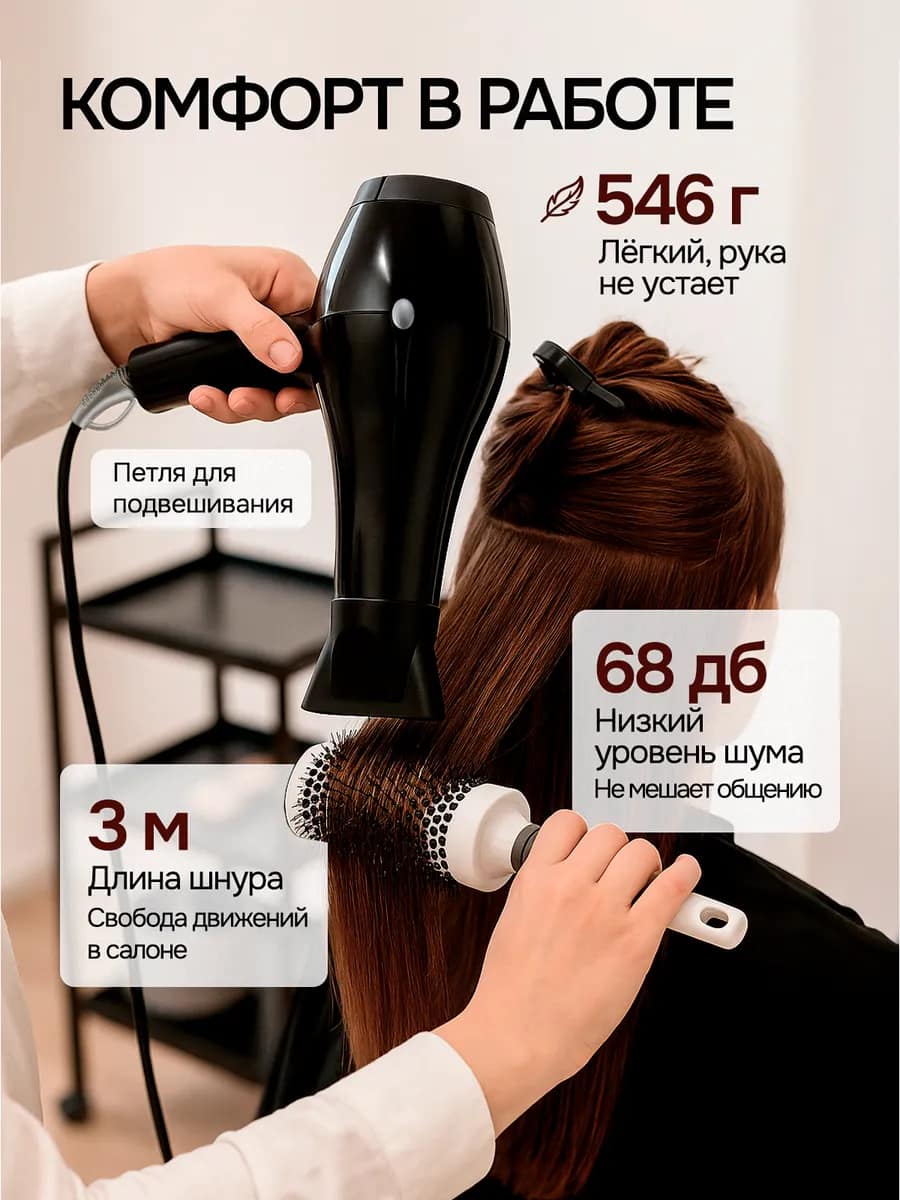 КОМФОРТ В РАБОТЕ
546 г
Лёгкий, рука
не устает
Петля для
подвешивания
68 дб
Низкий
уровень шума
Не мешает общению
3 м
Длина шнура
Свобода движений
в салоне